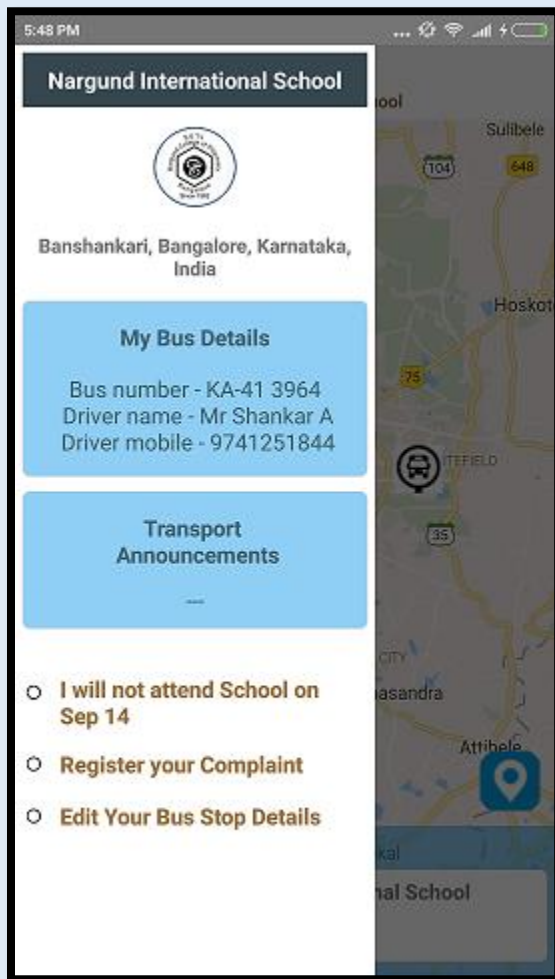 5:48 PM
Nargund International School
Banshankari, Bangalore, Karnataka,
India
My Bus Details
Bus number - KA-41 3964
Driver name - Mr Shankar A
Driver mobile - 9741251844
Transport
Announcements
---
I will not attend School on
Sep 14
Register your Complaint
Edit Your Bus Stop Details
ool
Sulibele
104
648
Hoskot
75
ITEFIELD
35
CITY
asandra
Attibele
kal
nal School